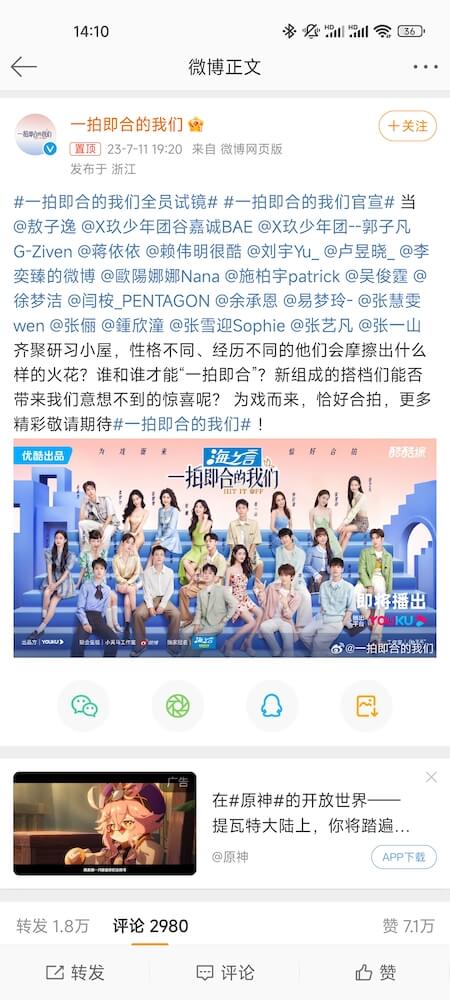 14:10
HD
HD
36
微博正文
一拍即合的我们
+关注
置顶 23-7-11 19:20 来自 微博网页版
发布于 浙江
#一拍即合的我们全员试镜# #一拍即合的我们官宣# 当
@敖子逸 @X玖少年团谷嘉诚BAE @X玖少年团--郭子凡
G-Ziven @蒋依依 @赖伟明很酷 @刘宇Yu_ @卢昱晓_ @李
奕臻的微博 @歐陽娜娜Nana @施柏宇patrick @吴俊霆 @
徐梦洁 @闫桉_PENTAGON @余承恩 @易梦玲- @张慧雯
wen @张俪 @鍾欣潼 @张雪迎Sophie @张艺凡 @张一山
齐聚研习小屋，性格不同、经历不同的他们会摩擦出什么
样的火花？谁和谁才能“一拍即合”？新组成的搭档们能否
带来我们意想不到的惊喜呢？ 为戏而来，恰好合拍，更多
精彩敬请期待#一拍即合的我们#！
优酷出品
为戏而来
海之言
恰好合拍
酷酷综
一拍即合的我们
HIT IT OFF
即将播出
YOUKU
出品方 YOUKU
海之言
@一拍即合的我们
广告
在#原神#的开放世界——
提瓦特大陆上，你将踏遍...
@原神
APP下载
转发 1.8万 评论 2980 赞 7.1万
转发 评论 赞